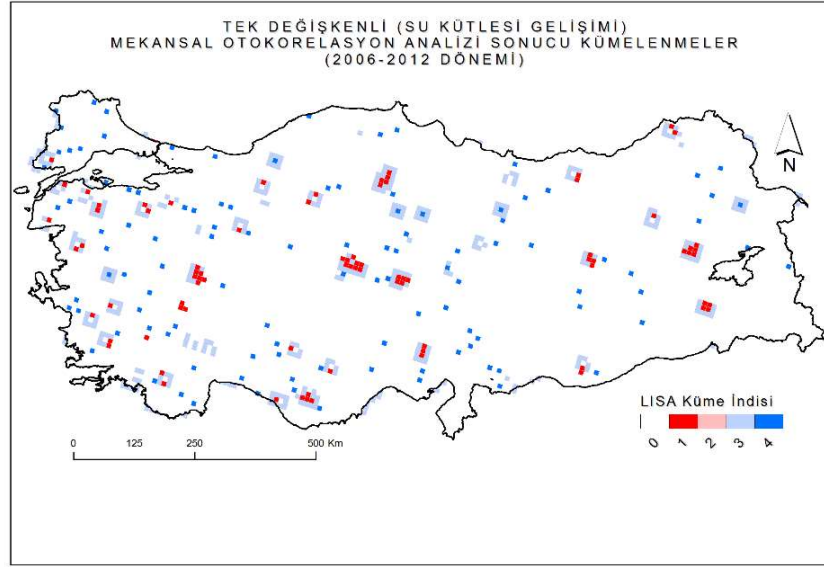 TEK DEĞİŞKENLİ (SU KÜTLESİ GELİŞİMİ)
MEKANSAL OTOKORELASYON ANALİZİ SONUCU KÜMELENMELER
(2006-2012 DÖNEMİ)
N
LISA Küme İndisi
0 1 2 3 4
0 125 250 500 Km